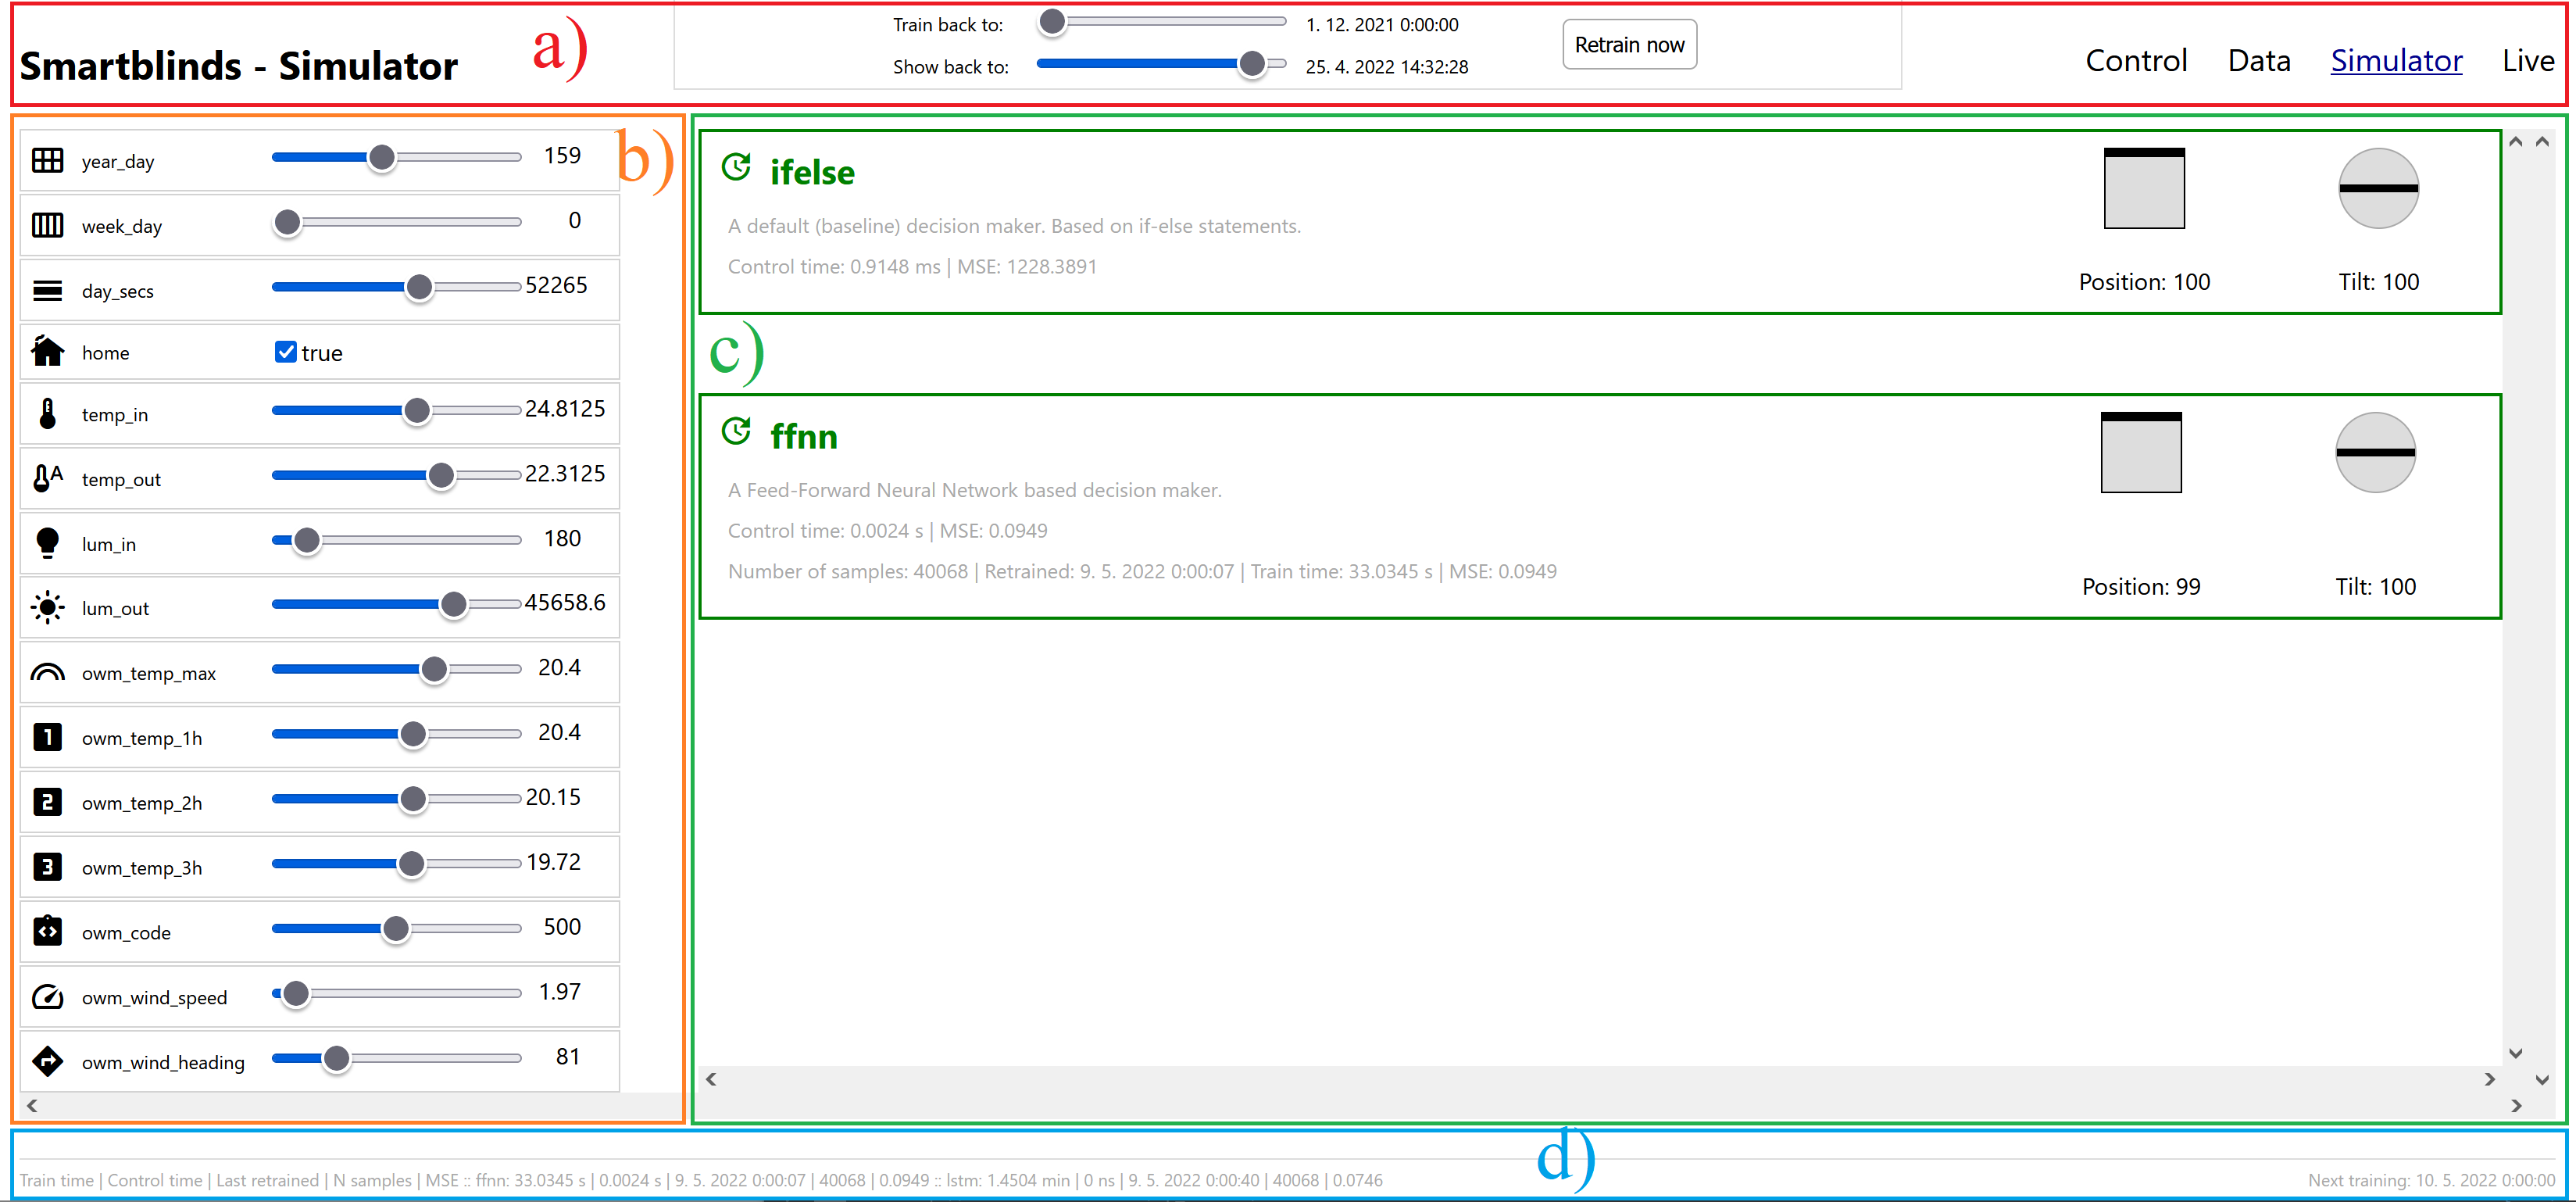 a)
Smartblinds - Simulator
Train back to: 1. 12. 2021 0:00:00
Show back to: 25. 4. 2022 14:32:28
Retrain now
Control Data Simulator Live
b)
year_day 159
week_day 0
day_secs 52265
home true
temp_in 24.8125
A
temp_out 22.3125
lum_in 180
lum_out 45658.6
owm_temp_max 20.4
1 owm_temp_1h 20.4
2 owm_temp_2h 20.15
3 owm_temp_3h 19.72
owm_code 500
owm_wind_speed 1.97
owm_wind_heading 81
c)
ifelse
A default (baseline) decision maker. Based on if-else statements.
Control time: 0.9148 ms | MSE: 1228.3891
Position: 100 Tilt: 100
ffnn
A Feed-Forward Neural Network based decision maker.
Control time: 0.0024 s | MSE: 0.0949
Number of samples: 40068 | Retrained: 9. 5. 2022 0:00:07 | Train time: 33.0345 s | MSE: 0.0949
Position: 99 Tilt: 100
d)
Train time | Control time | Last retrained | N samples | MSE :: ffnn: 33.0345 s | 0.0024 s | 9. 5. 2022 0:00:07 | 40068 | 0.0949 :: lstm: 1.4504 min | 0 ns | 9. 5. 2022 0:00:40 | 40068 | 0.0746
Next training: 10. 5. 2022 0:00:00